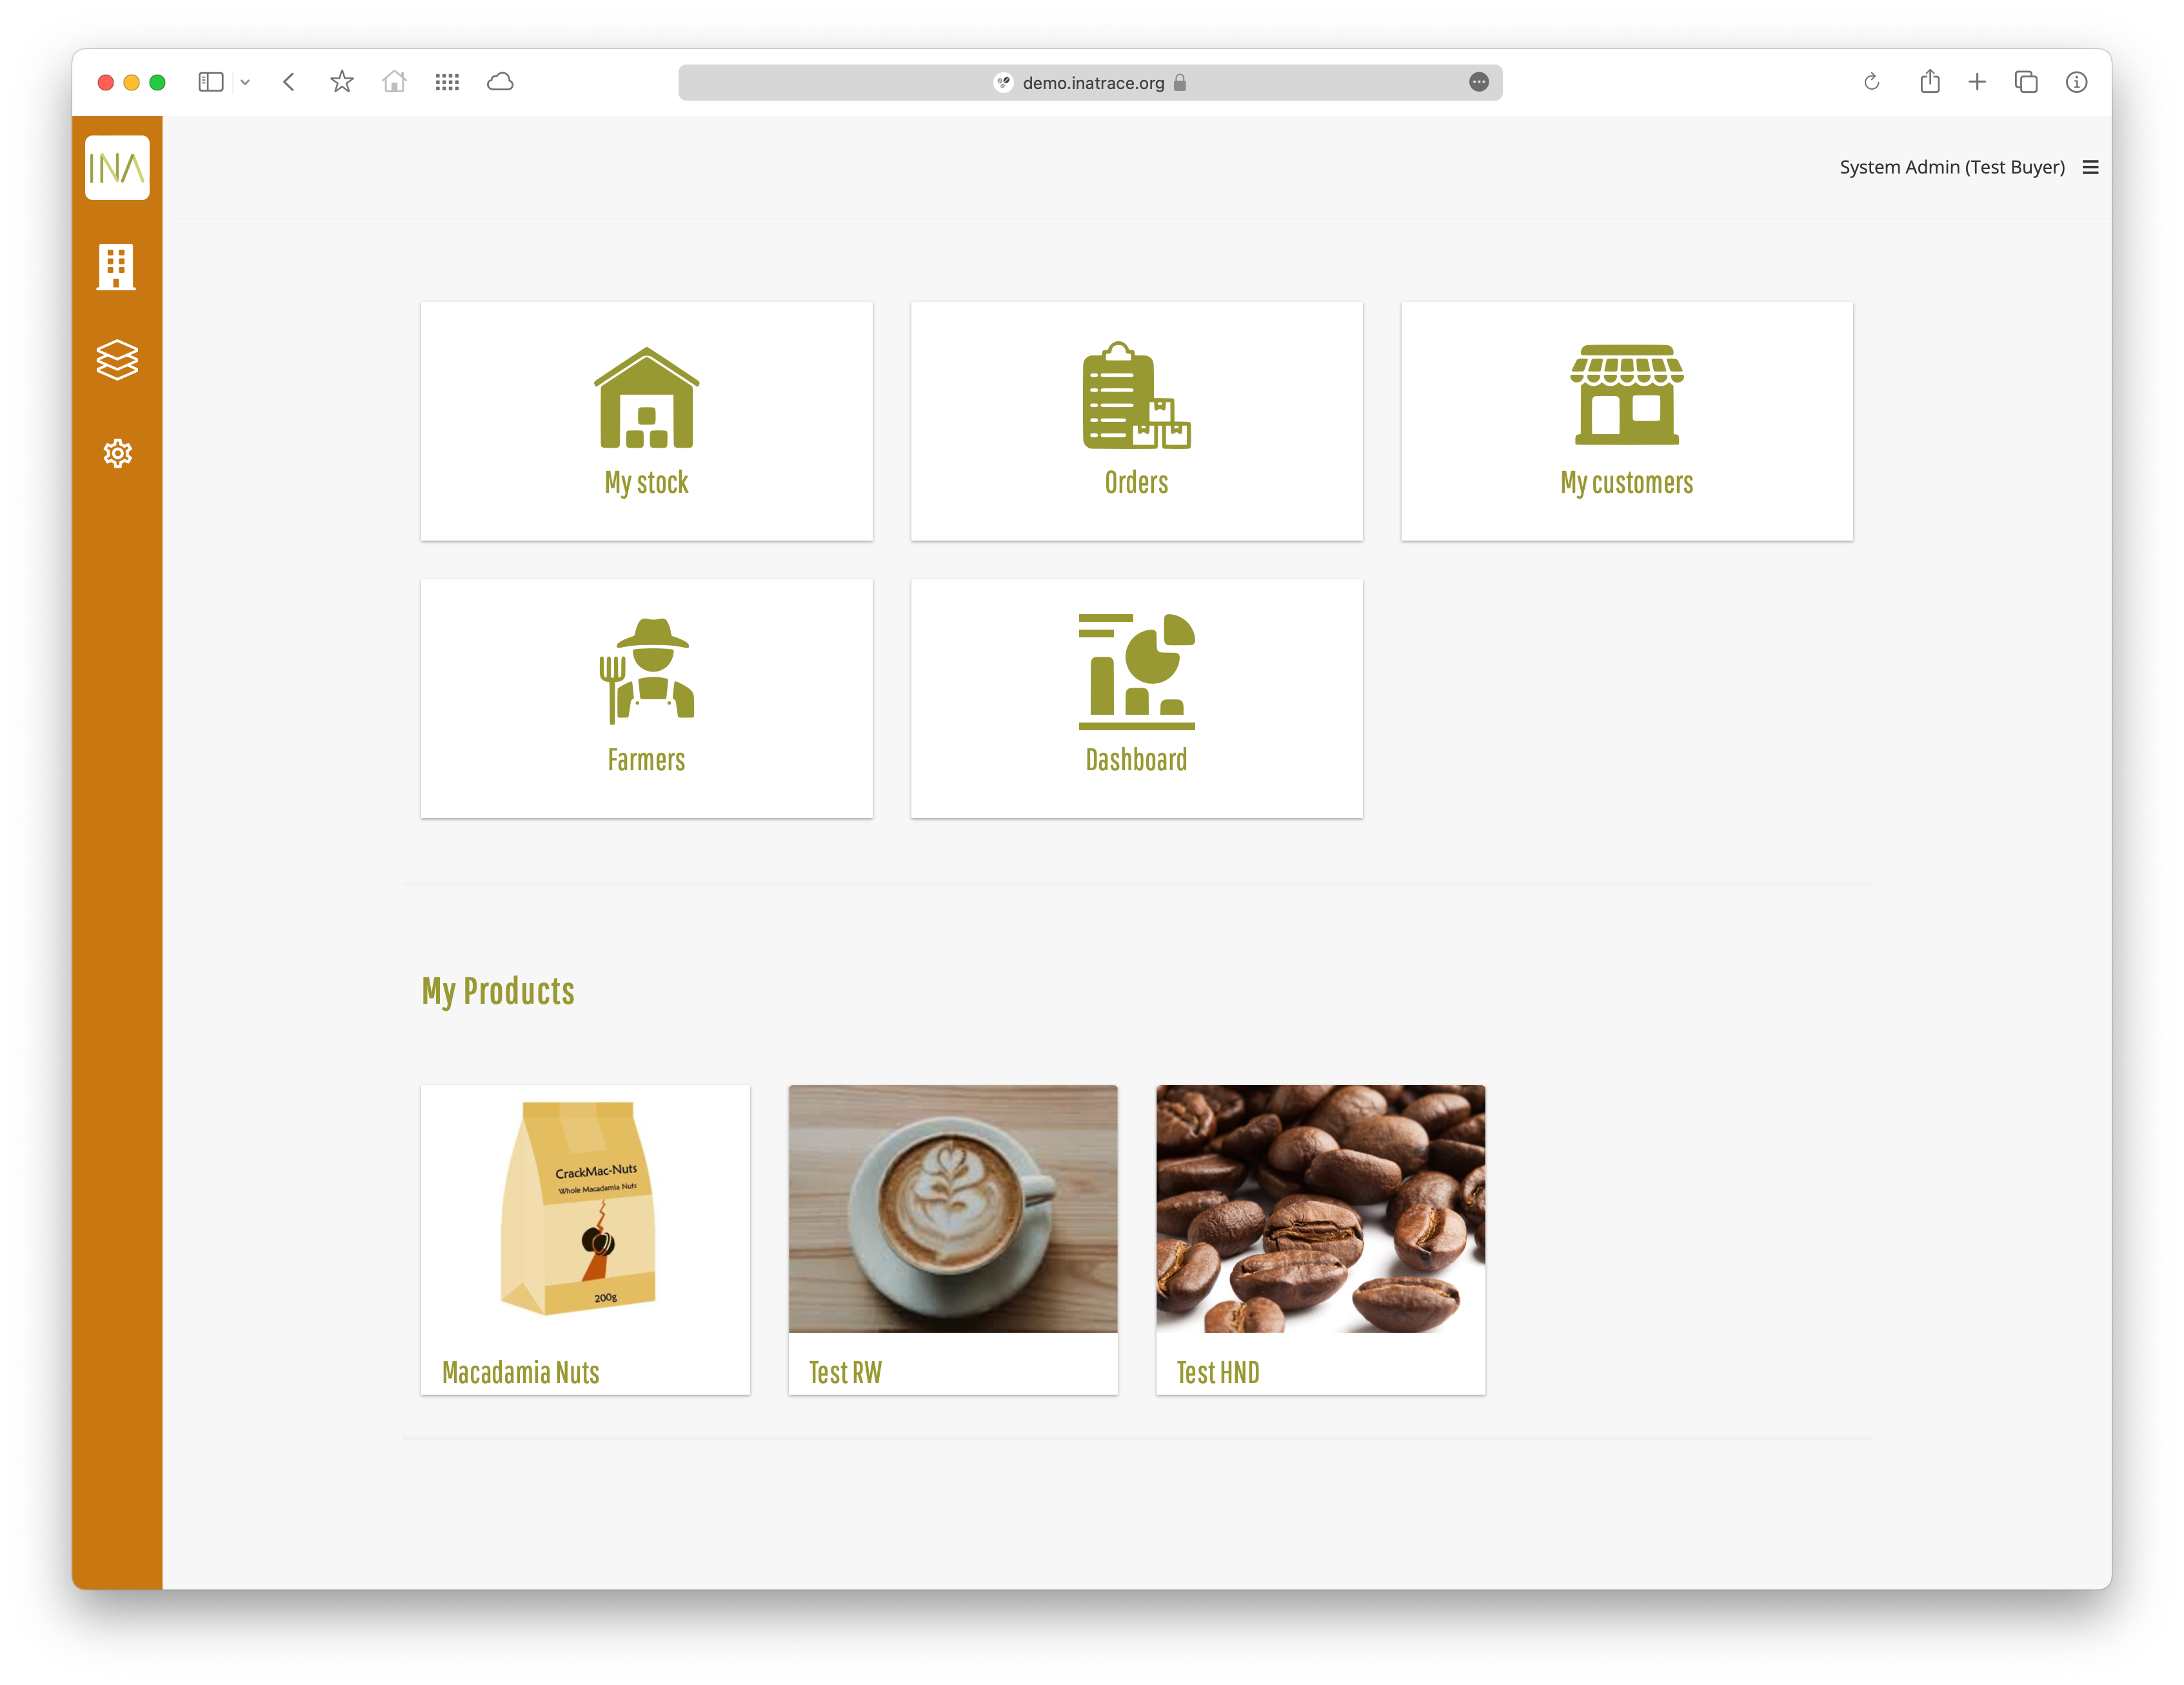 demo.inatrace.org
INA
System Admin (Test Buyer)
My stock
Orders
My customers
Farmers
Dashboard
My Products
CrackMac-Nuts
Whole Macadamia Nuts
200g
Macadamia Nuts
Test RW
Test HND